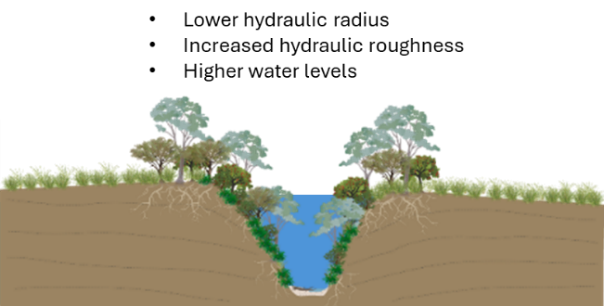 • Lower hydraulic radius
• Increased hydraulic roughness
• Higher water levels